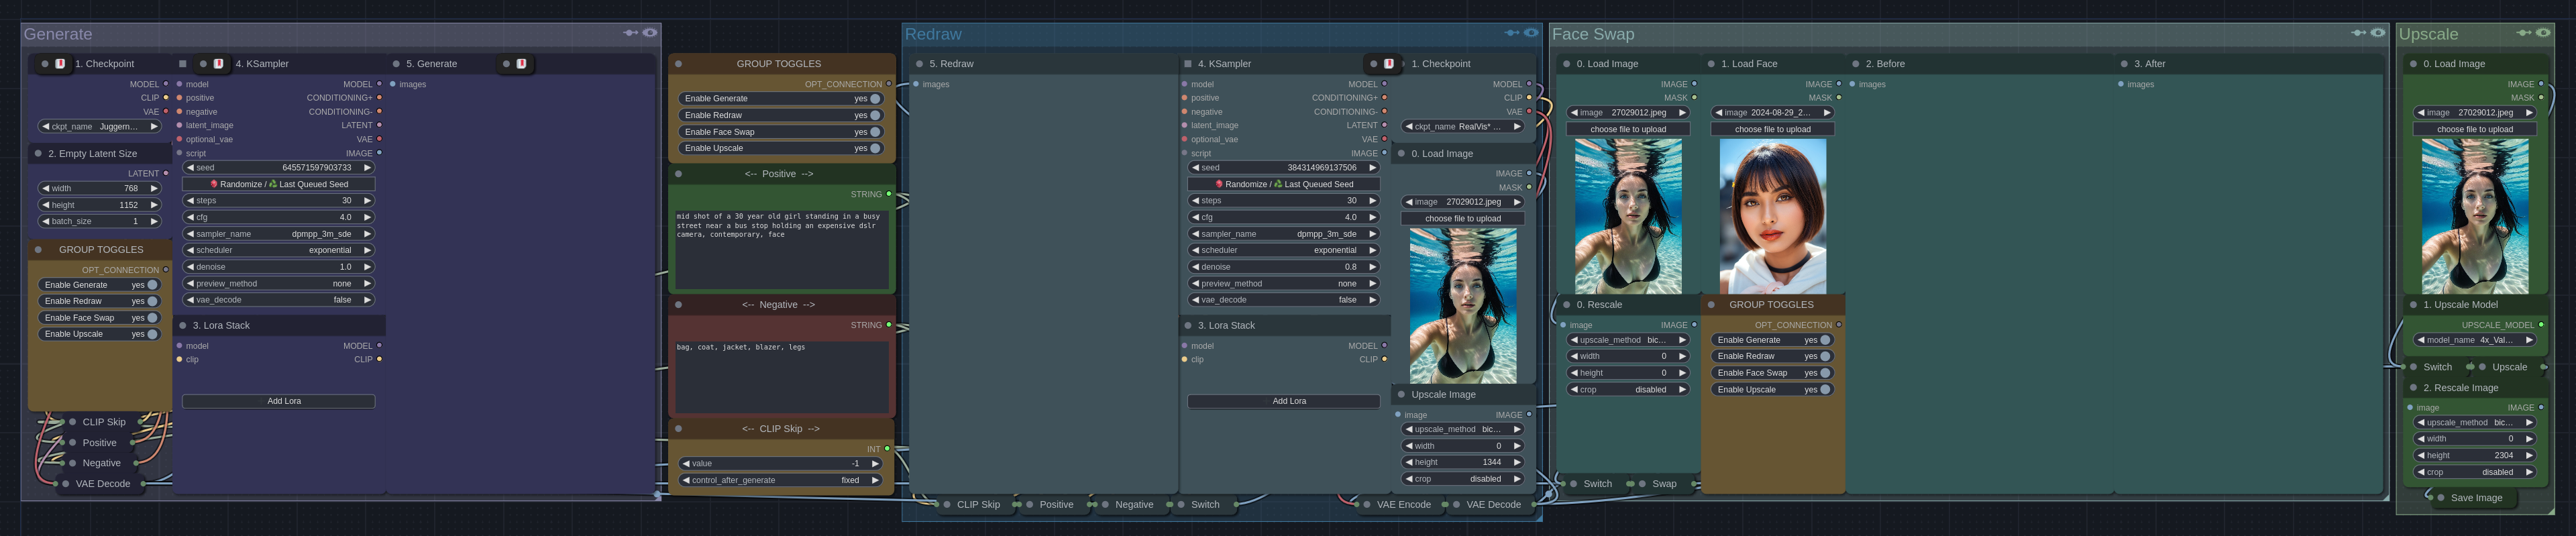 Generate
1. Checkpoint
MODEL
CLIP
VAE
ckpt_name Juggern...
2. Empty Latent Size
LATENT
width 768
height 1152
batch_size 1
GROUP TOGGLES
OPT_CONNECTION
Enable Generate yes
Enable Redraw yes
Enable Face Swap yes
Enable Upscale yes
CLIP Skip
Positive
Negative
VAE Decode
4. KSampler
model MODEL
positive CONDITIONING+
negative CONDITIONING-
latent_image LATENT
optional_vae VAE
script IMAGE
seed 645571597903733
Randomize / Last Queued Seed
steps 30
cfg 4.0
sampler_name dpmpp_3m_sde
scheduler exponential
denoise 1.0
preview_method none
vae_decode false
3. Lora Stack
model MODEL
clip CLIP
Add Lora
5. Generate
images
GROUP TOGGLES
OPT_CONNECTION
Enable Generate yes
Enable Redraw yes
Enable Face Swap yes
Enable Upscale yes
<-- Positive -->
STRING
mid shot of a 30 year old girl standing in a busy
street near a bus stop holding an expensive dslr
camera, contemporary, face
<-- Negative -->
STRING
bag, coat, jacket, blazer, legs
<-- CLIP Skip -->
INT
value -1
control_after_generate fixed
Redraw
5. Redraw
images
4. KSampler
model MODEL
positive CONDITIONING+
negative CONDITIONING-
latent_image LATENT
optional_vae VAE
script IMAGE
seed 384314969137506
Randomize / Last Queued Seed
steps 30
cfg 4.0
sampler_name dpmpp_3m_sde
scheduler exponential
denoise 0.8
preview_method none
vae_decode false
3. Lora Stack
model MODEL
clip CLIP
Add Lora
1. Checkpoint
MODEL
CLIP
VAE
ckpt_name RealVis* ...
0. Load Image
IMAGE
MASK
image 27029012.jpeg
choose file to upload
Upscale Image
image IMAGE
upscale_method bic...
width 0
height 1344
crop disabled
CLIP Skip
Positive
Negative
Switch
VAE Encode
VAE Decode
Face Swap
0. Load Image
IMAGE
MASK
image 27029012.jpeg
choose file to upload
0. Rescale
image IMAGE
upscale_method bic...
width 0
height 0
crop disabled
Switch
Swap
1. Load Face
IMAGE
MASK
image 2024-08-29_2...
choose file to upload
GROUP TOGGLES
OPT_CONNECTION
Enable Generate yes
Enable Redraw yes
Enable Face Swap yes
Enable Upscale yes
2. Before
images
3. After
images
Upscale
0. Load Image
IMAGE
MASK
image 27029012.jpeg
choose file to upload
1. Upscale Model
UPSCALE_MODEL
model_name 4x_Val...
Switch
Upscale
2. Rescale Image
image IMAGE
upscale_method bic...
width 0
height 2304
crop disabled
Save Image